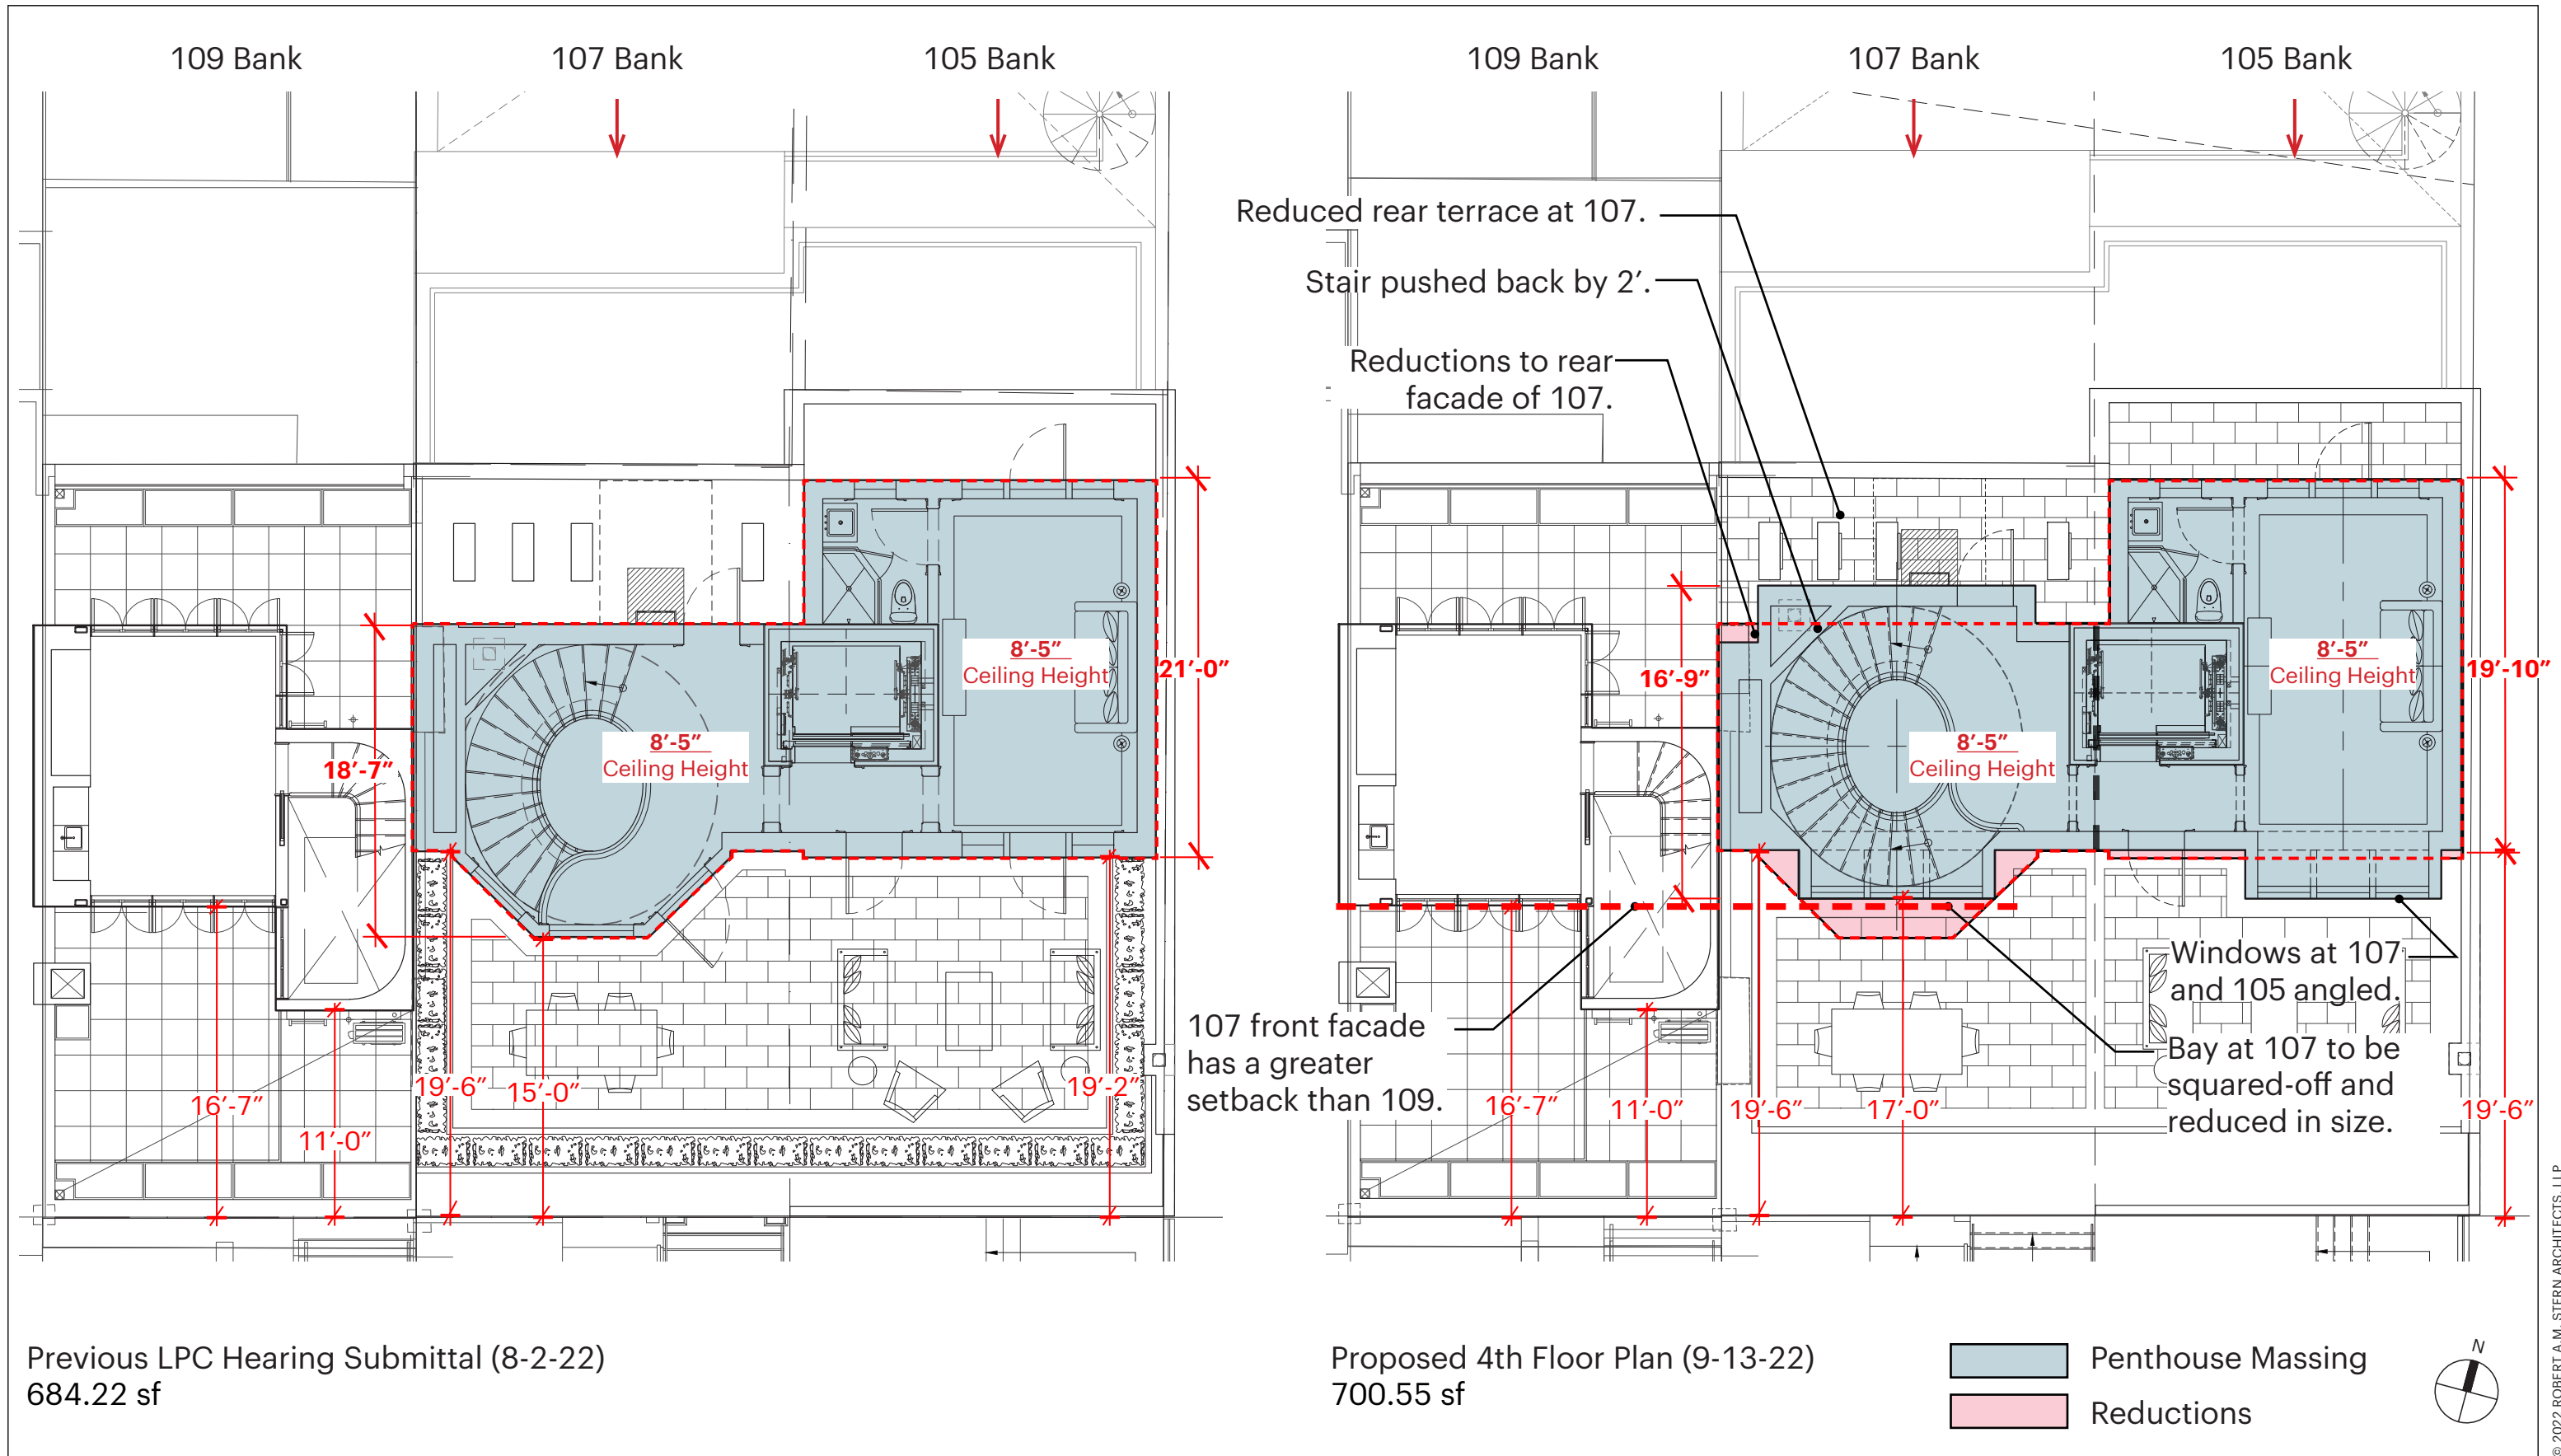 109 Bank
107 Bank
105 Bank
8’-5”
Ceiling Height
8’-5”
Ceiling Height
21’-0”
18’-7”
19’-6”
15’-0”
19’-2”
16’-7”
11’-0”
Previous LPC Hearing Submittal (8-2-22)
684.22 sf
109 Bank
107 Bank
105 Bank
Reduced rear terrace at 107.
Stair pushed back by 2’.
Reductions to rear
facade of 107.
8’-5”
Ceiling Height
8’-5”
Ceiling Height
16’-9”
19’-10”
Windows at 107
and 105 angled.
107 front facade
has a greater
setback than 109.
Bay at 107 to be
squared-off and
reduced in size.
16’-7”
11’-0”
19’-6”
17’-0”
19’-6”
Proposed 4th Floor Plan (9-13-22)
700.55 sf
Penthouse Massing
Reductions
N
© 2022 ROBERT A.M. STERN ARCHITECTS, LLP